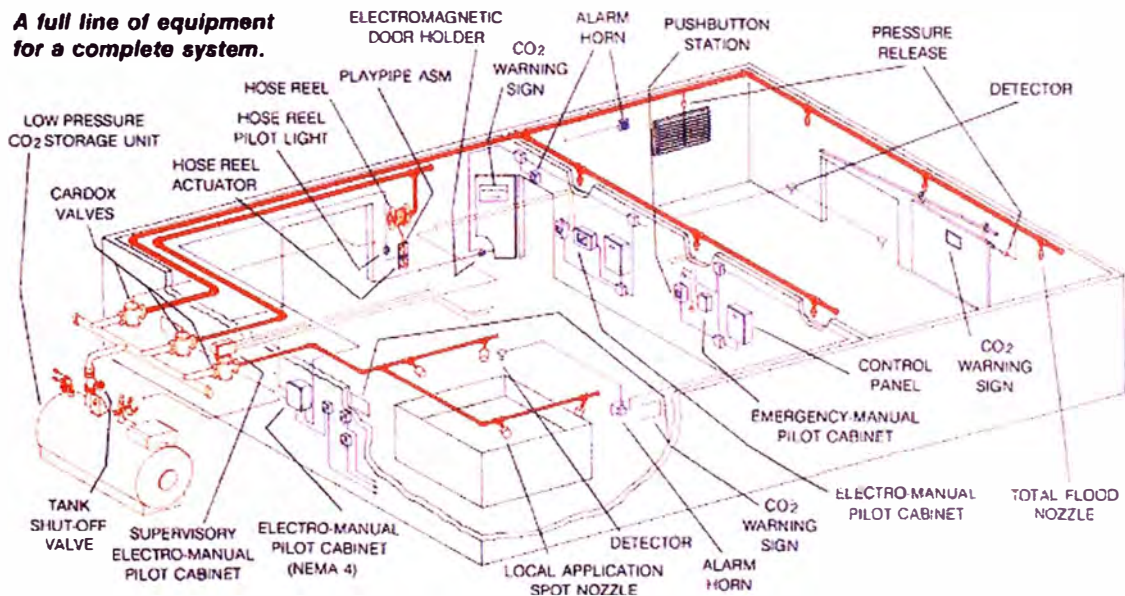 A full line of equipment
for a complete system.
ELECTROMAGNETIC
DOOR HOLDER
ALARM
HORN
PUSHBUTTON
STATION
PRESSURE
RELEASE
CO2
WARNING
SIGN
PLAYPIPE ASM
HOSE REEL
DETECTOR
LOW PRESSURE
CO2 STORAGE UNIT
HOSE REEL
PILOT LIGHT
HOSE REEL
ACTUATOR
CARDOX
VALVES
CONTROL
PANEL
CO2
WARNING
SIGN
EMERGENCY-MANUAL
PILOT CABINET
TANK
SHUT-OFF
VALVE
SUPERVISORY
ELECTRO-MANUAL
PILOT CABINET
ELECTRO-MANUAL
PILOT CABINET
(NEMA 4)
LOCAL APPLICATION
SPOT NOZZLE
DETECTOR
ALARM
HORN
CO2
WARNING
SIGN
ELECTRO-MANUAL
PILOT CABINET
TOTAL FLOOD
NOZZLE